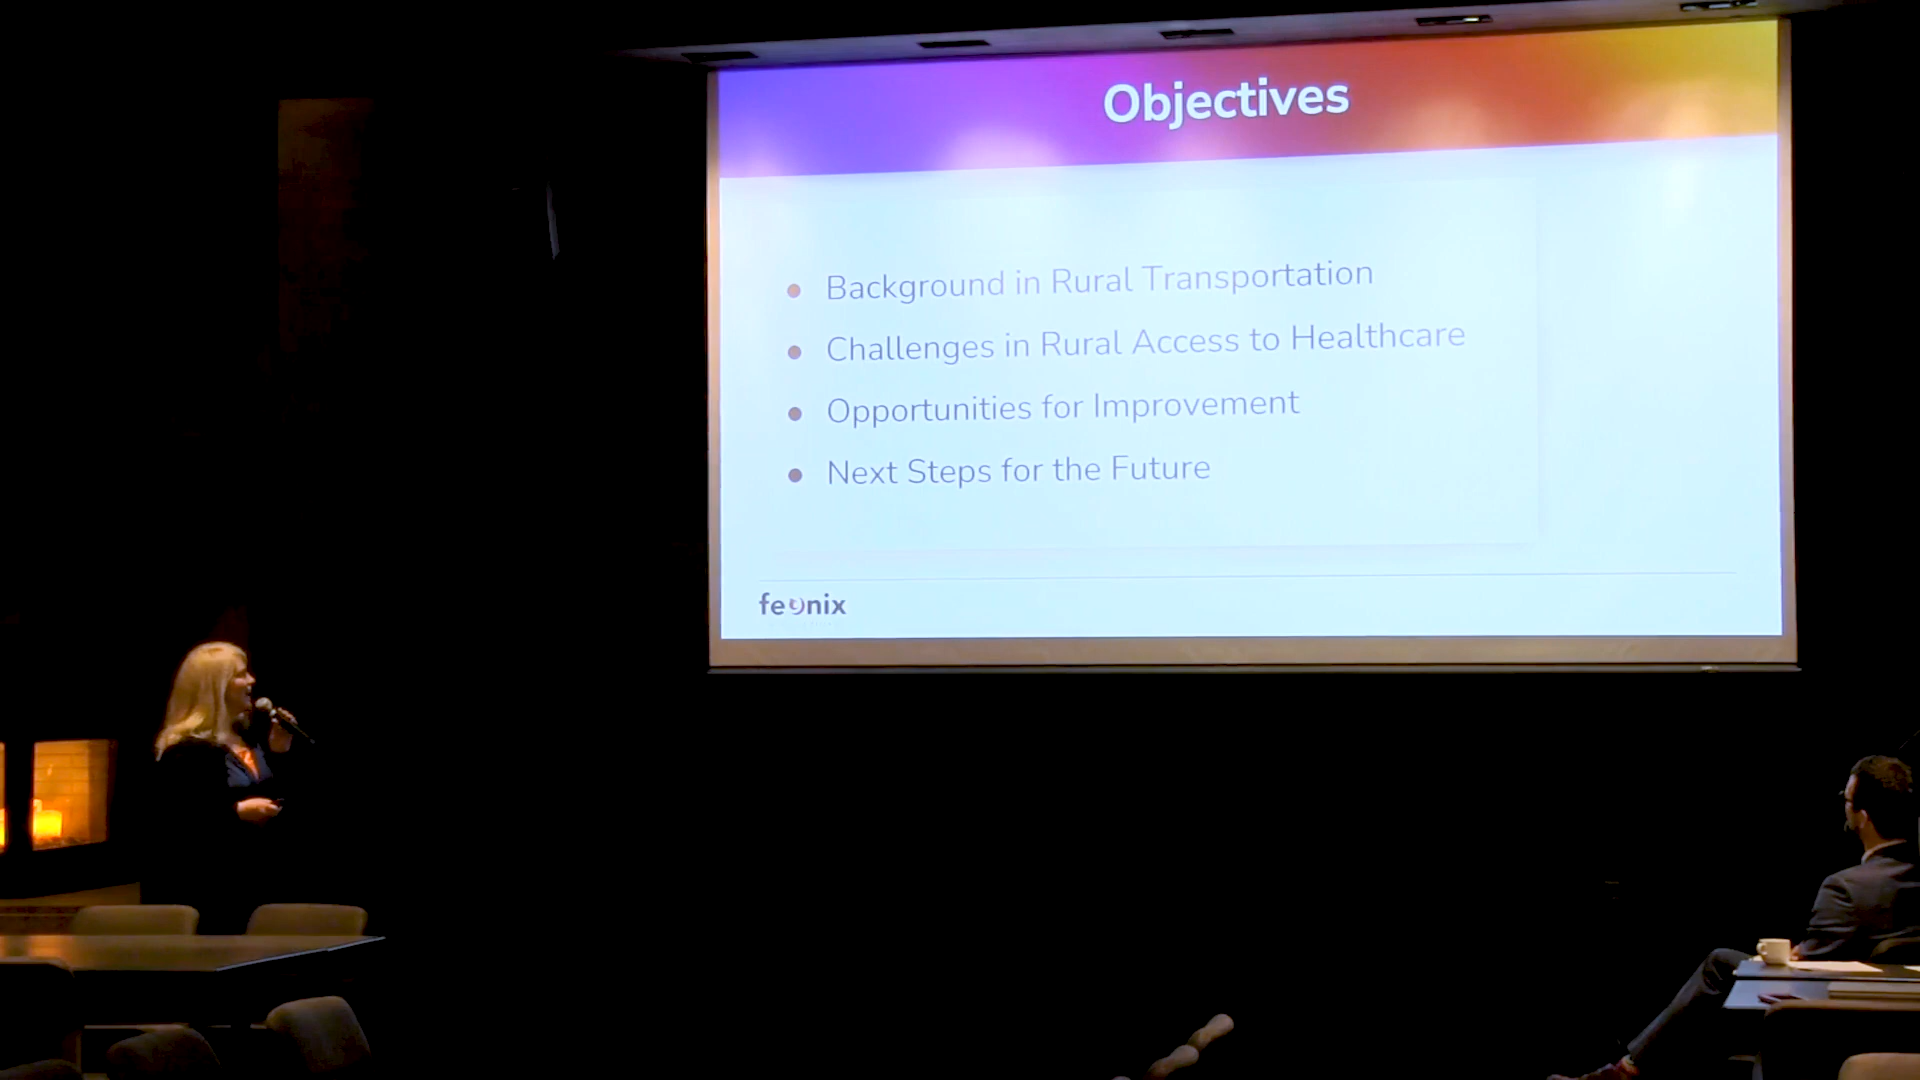 Objectives
Background in Rural Transportation
Challenges in Rural Access to Healthcare
Opportunities for Improvement
Next Steps for the Future
feonix